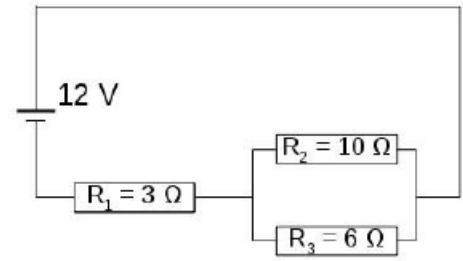 12 V
R₂ = 10 Ω
R₁ = 3 Ω
R₃ = 6 Ω